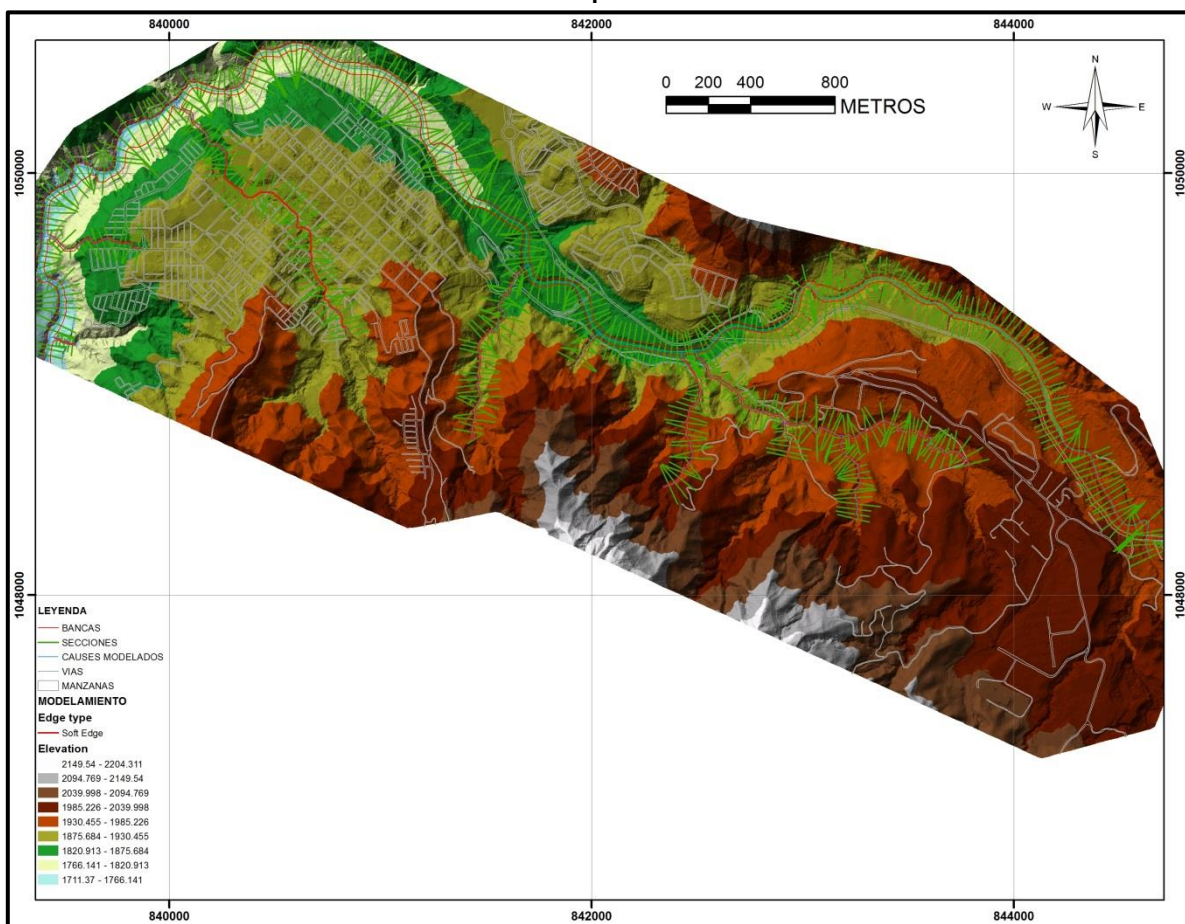 840000 842000 844000
0 200 400 800
METROS
N
W E
S
1050000 1050000
1048000 1048000
LEYENDA
BANCAS
SECCIONES
CAUSES MODELADOS
VIAS
MANZANAS
MODELAMIENTO
Edge type
Soft Edge
Elevation
2149.54 - 2204.311
2094.769 - 2149.54
2039.998 - 2094.769
1985.226 - 2039.998
1930.455 - 1985.226
1875.684 - 1930.455
1820.913 - 1875.684
1766.141 - 1820.913
1711.37 - 1766.141
840000 842000 844000